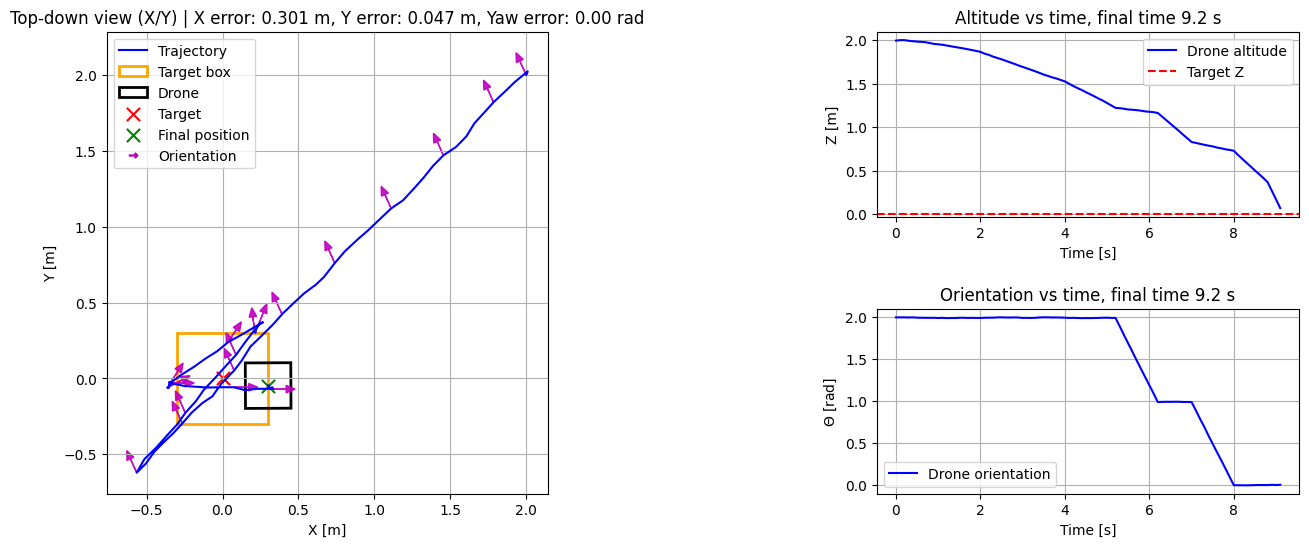 Top-down view (X/Y) | X error: 0.301 m, Y error: 0.047 m, Yaw error: 0.00 rad
Trajectory
Target box
Drone
Target
Final position
Orientation
2.0
1.5
1.0
0.5
0.0
−0.5
Y [m]
−0.5
0.0
0.5
1.0
1.5
2.0
X [m]
Altitude vs time, final time 9.2 s
Drone altitude
Target Z
2.0
1.5
1.0
0.5
0.0
Z [m]
0
2
4
6
8
Time [s]
Orientation vs time, final time 9.2 s
2.0
1.5
1.0
0.5
0.0
Θ [rad]
Drone orientation
0
2
4
6
8
Time [s]